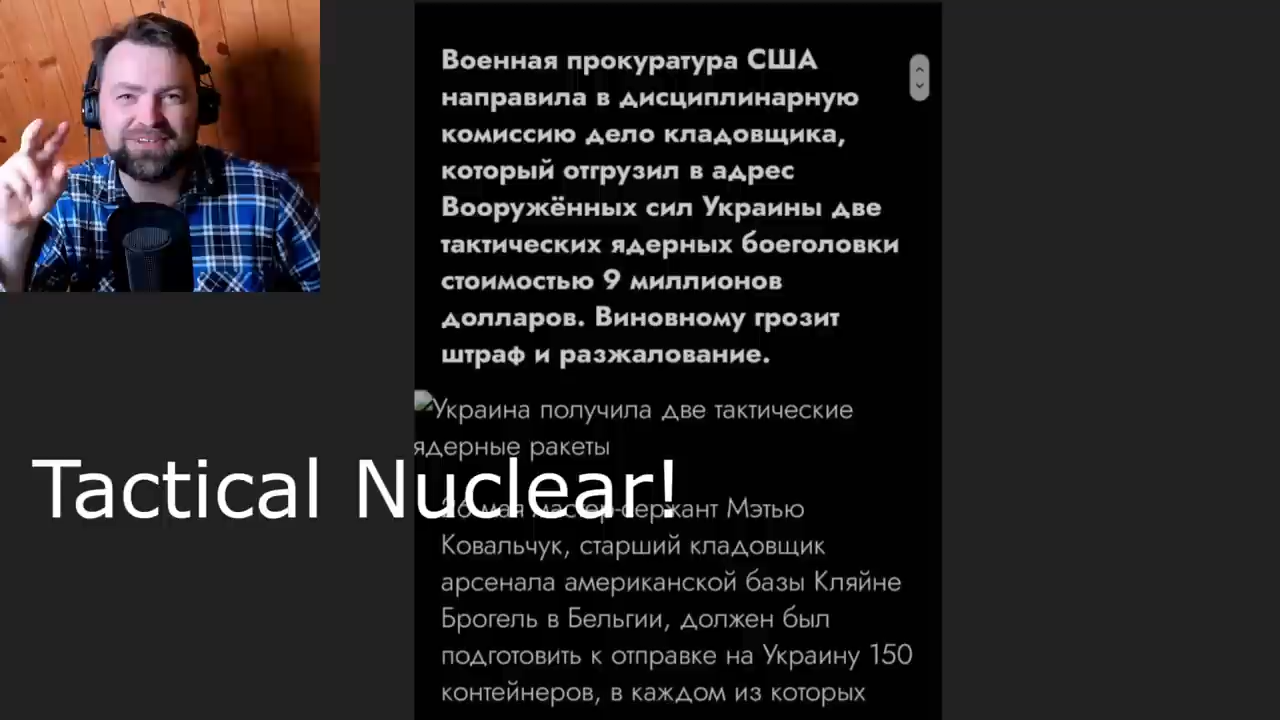 Военная прокуратура США
направила в дисциплинарную
комиссию дело кладовщика,
который отгрузил в адрес
Вооружённых сил Украины две
тактических ядерных боеголовки
стоимостью 9 миллионов
долларов. Виновному грозит
штраф и разжалование.
Украина получила две тактические
ядерные ракеты
Tactical Nuclear!
26 мая мастер-сержант Мэтью
Ковальчук, старший кладовщик
арсенала американской базы Кляйне
Брогель в Бельгии, должен был
подготовить к отправке на Украину 150
контейнеров, в каждом из которых